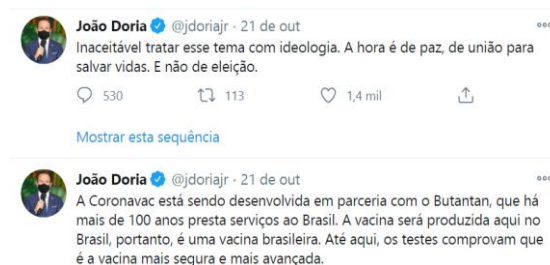 João Doria @jdoriajr · 21 de out
Inaceitável tratar esse tema com ideologia. A hora é de paz, de união para
salvar vidas. E não de eleição.
530 113 1,4 mil
Mostrar esta sequência
João Doria @jdoriajr · 21 de out
A Coronavac está sendo desenvolvida em parceria com o Butantan, que há
mais de 100 anos presta serviços ao Brasil. A vacina será produzida aqui no
Brasil, portanto, é uma vacina brasileira. Até aqui, os testes comprovam que
é a vacina mais segura e mais avançada.